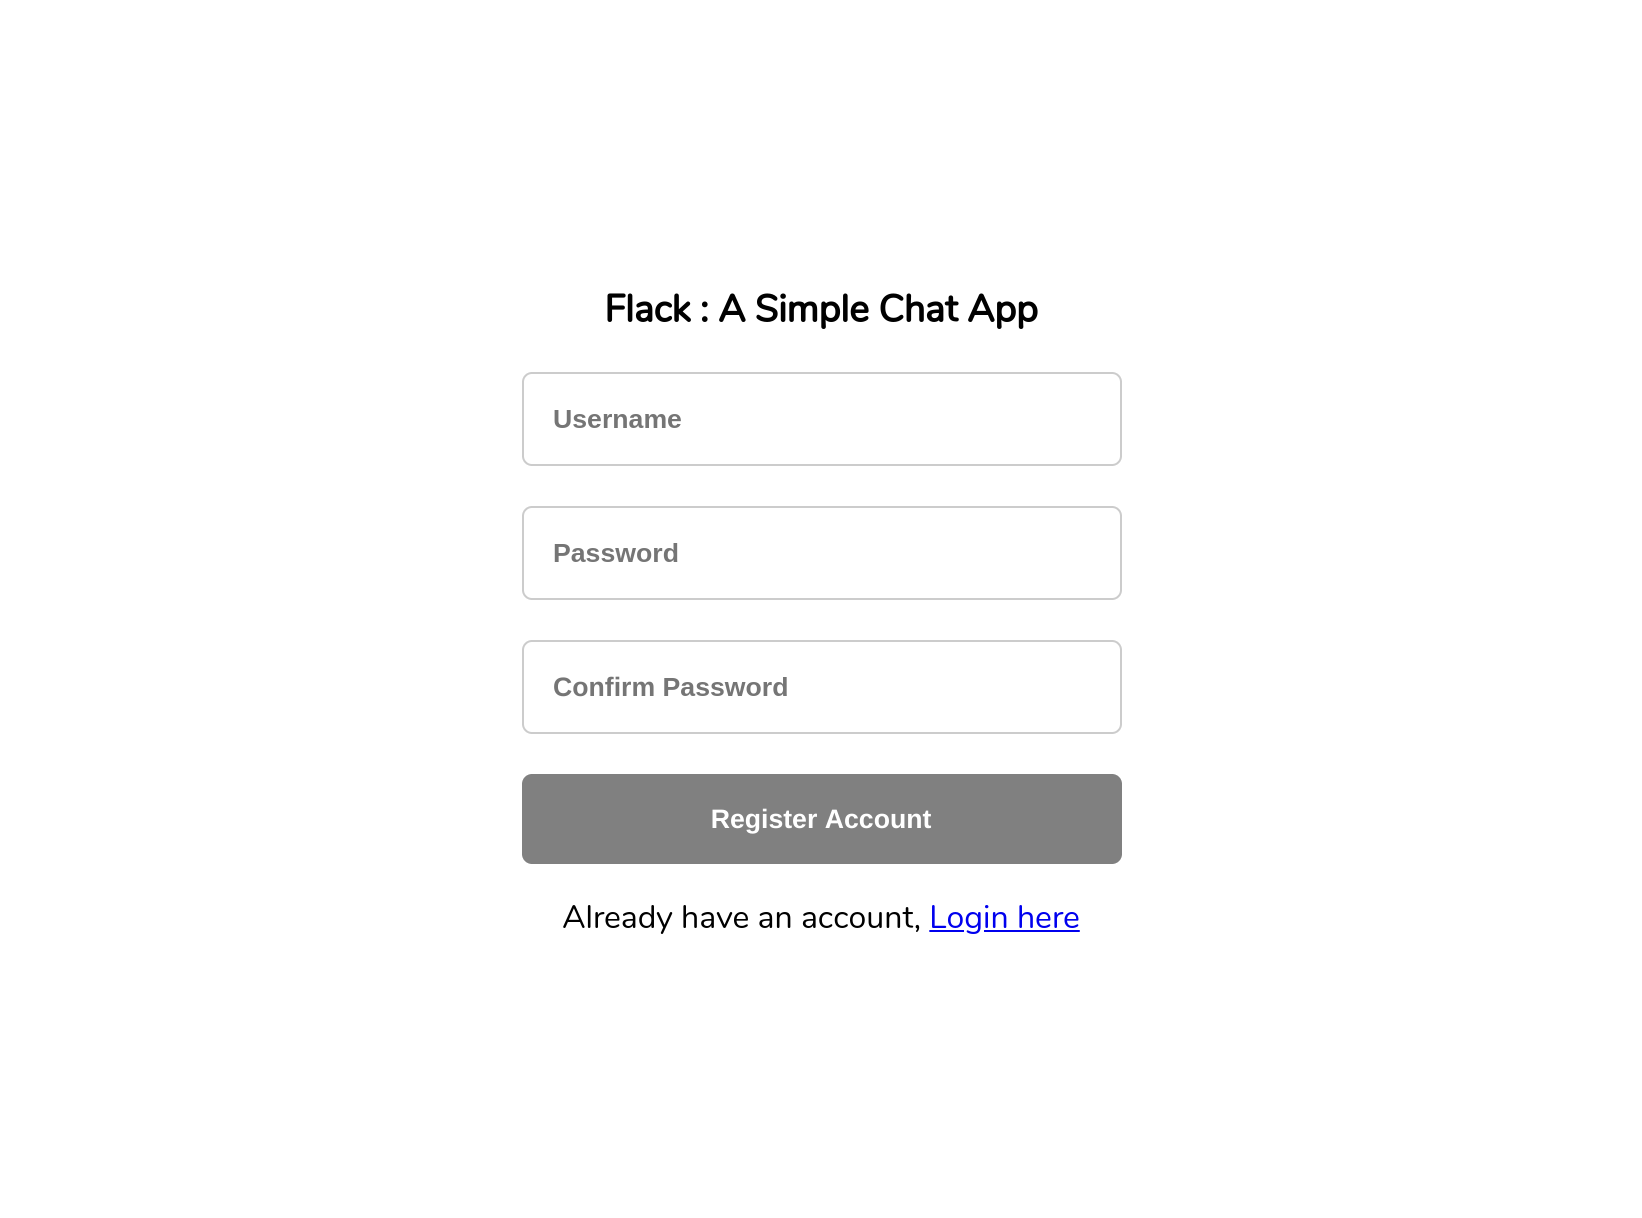 Flack : A Simple Chat App
Username
Password
Confirm Password
Register Account
Already have an account, Login here